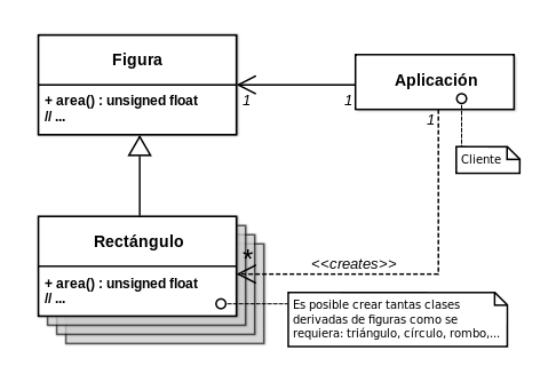 Figura
+ area() : unsigned float
// ...
Aplicación
1
1
1
Cliente
Rectángulo
+ area() : unsigned float
// ...
*
<<creates>>
Es posible crear tantas clases
derivadas de figuras como se
requiera: triángulo, círculo, rombo,...